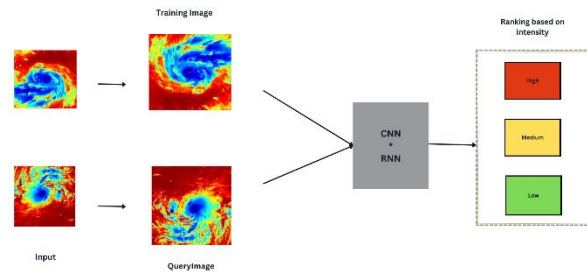 Training Image
Ranking based on
Intensity
High
CNN
+
RNN
Medium
Low
Input
QueryImage